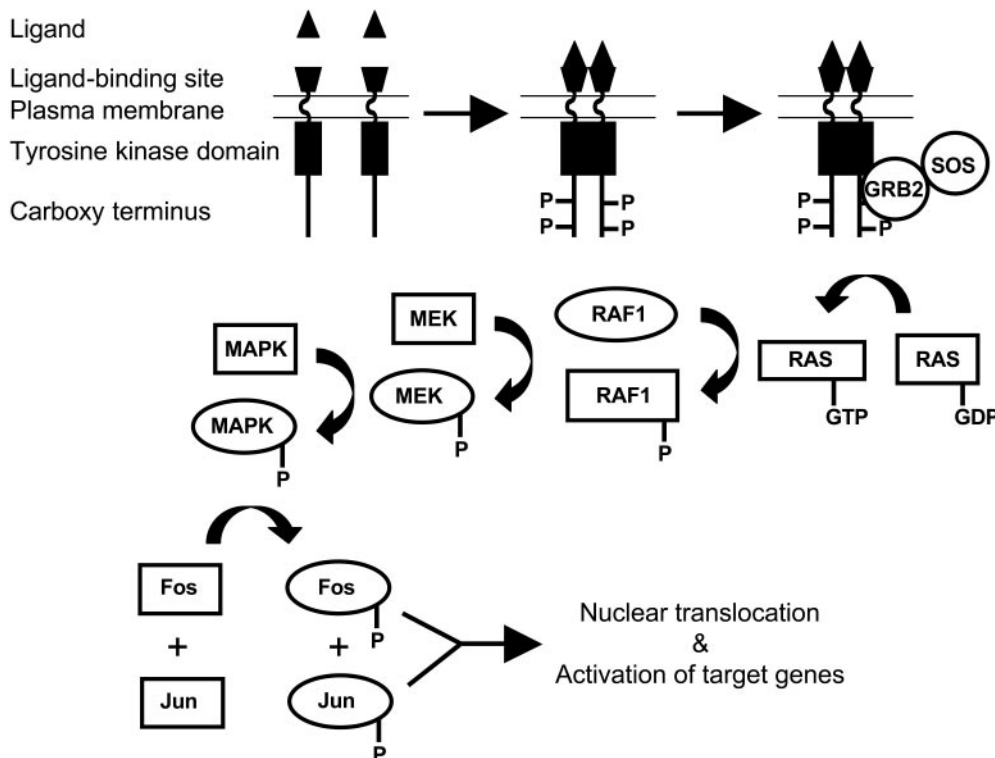 Ligand
Ligand-binding site
Plasma membrane
Tyrosine kinase domain
Carboxy terminus
P P
P P
P
P P
GRB2
SOS
MAPK
MEK
RAF1
RAS
RAS
GTP
GDP
MAPK
P
MEK
P
RAF1
P
Fos
Fos
P
+
+
Jun
Jun
P
Nuclear translocation
&
Activation of target genes